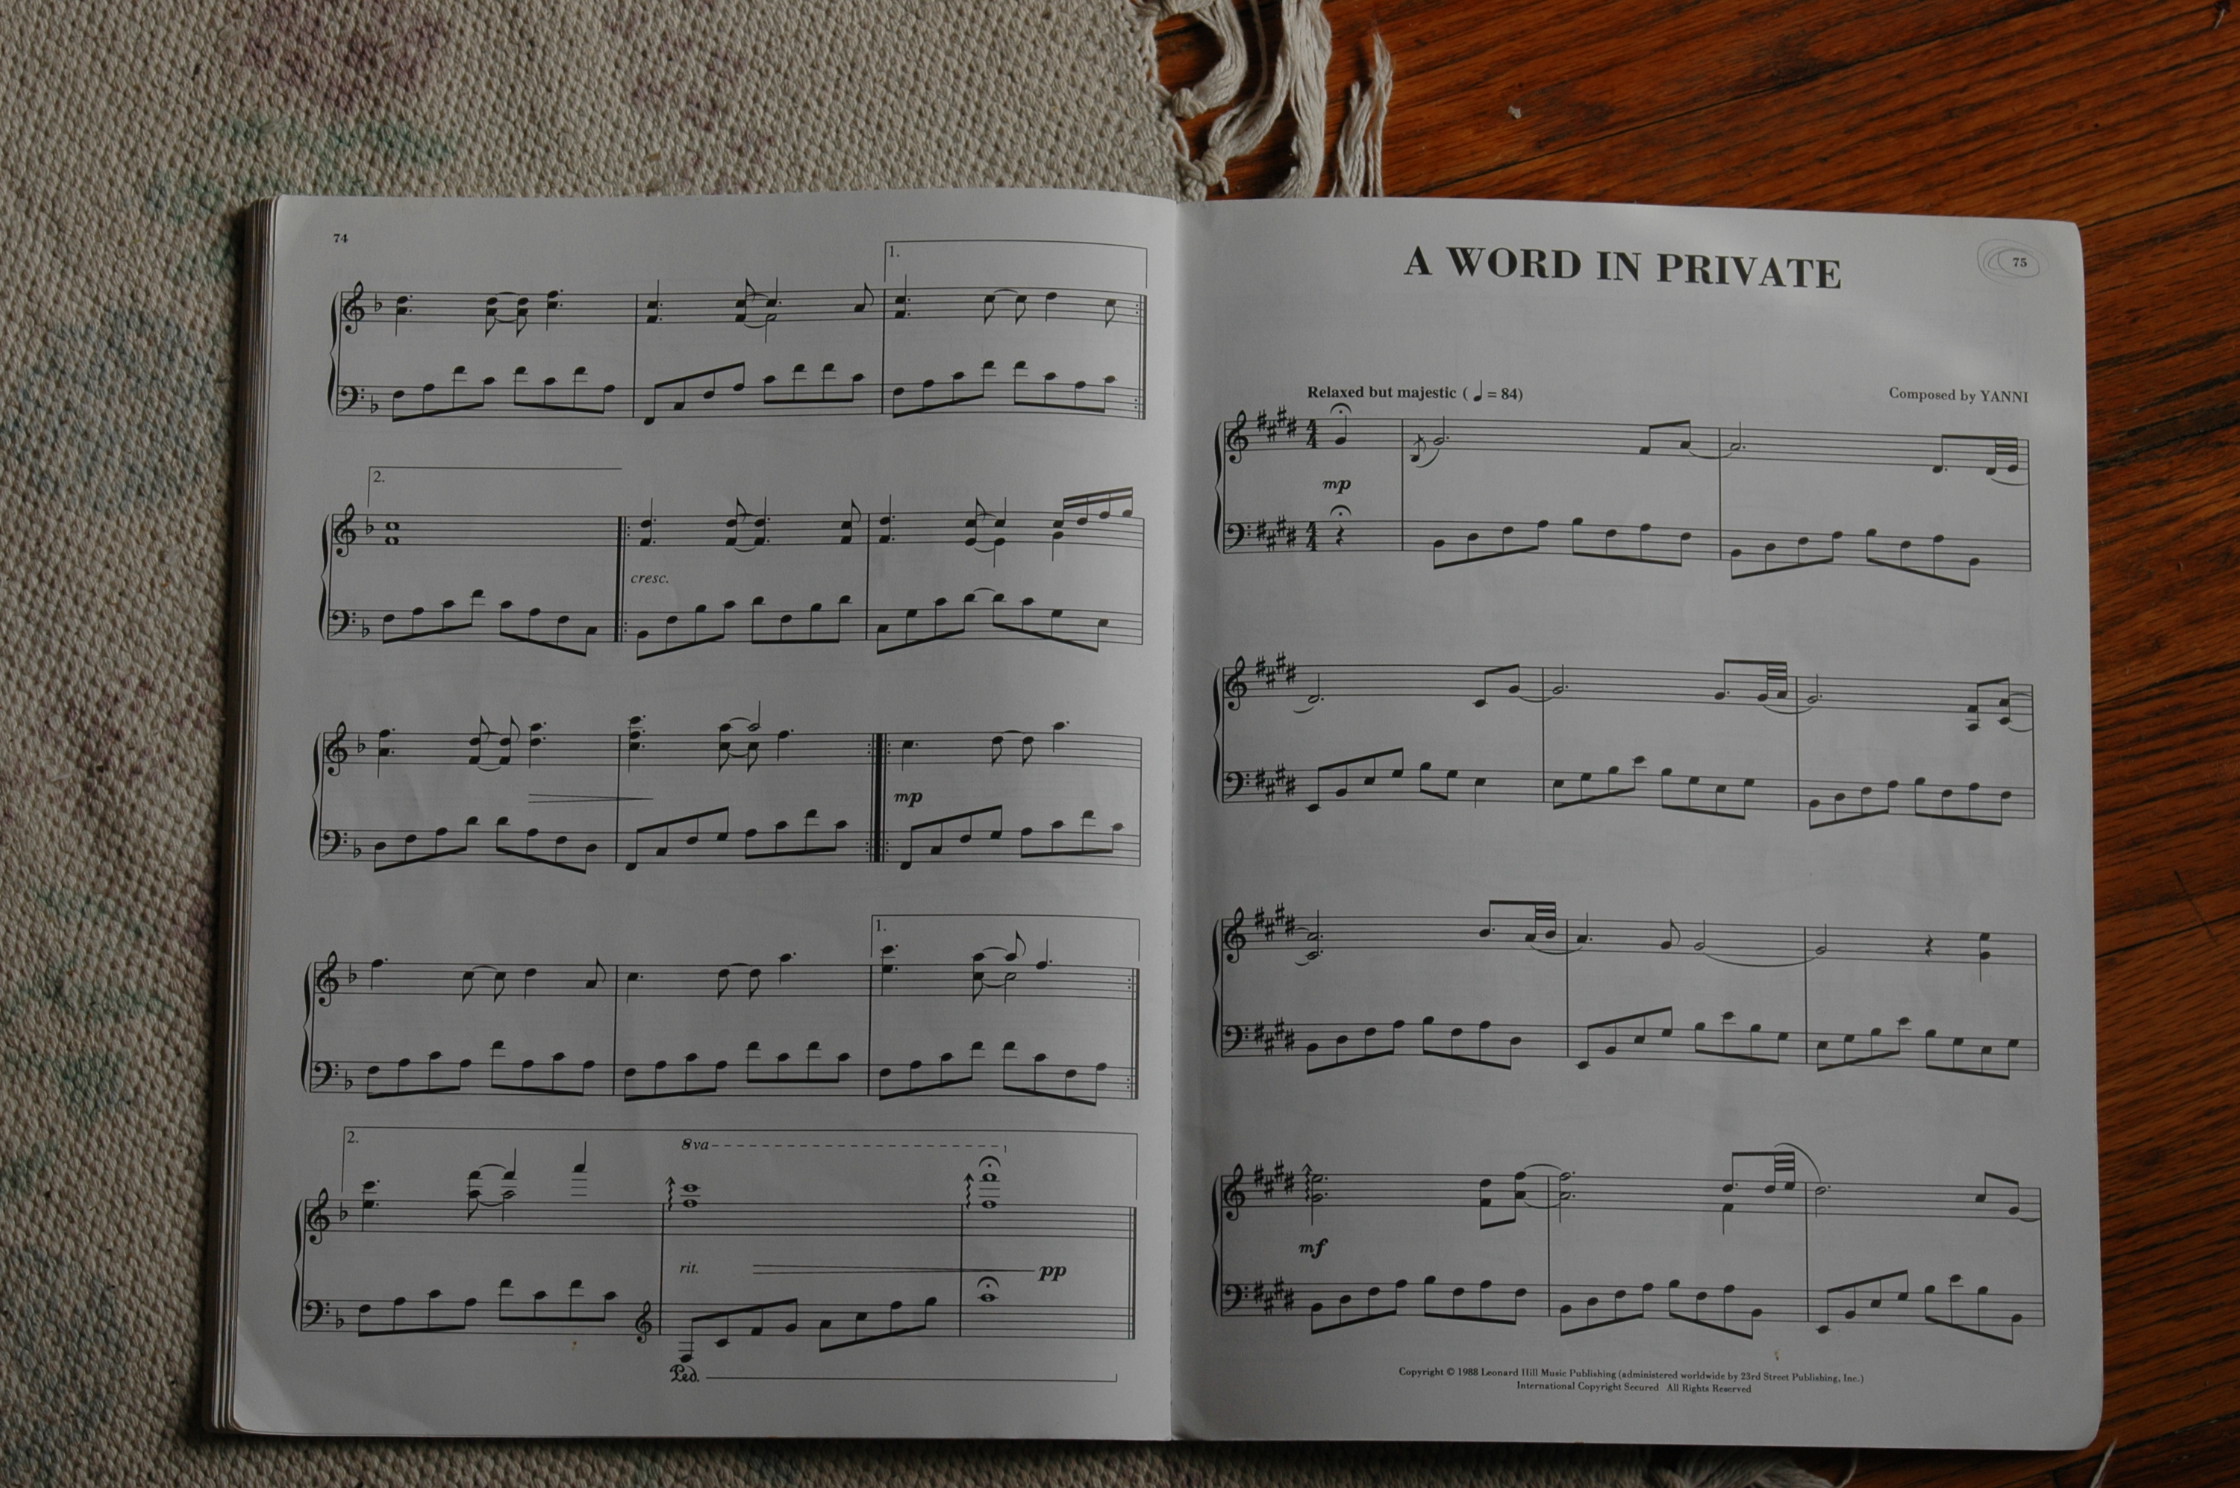 74
1.
2.
cresc.
mp
1.
2.
8va
rit.
pp
Ped.
75
A WORD IN PRIVATE
Relaxed but majestic ( ♩ = 84)
Composed by YANNI
4
4
mp
4
4
mf
Copyright © 1988 Leonard Hill Music Publishing (administered worldwide by 23rd Street Publishing, Inc.)
International Copyright Secured All Rights Reserved